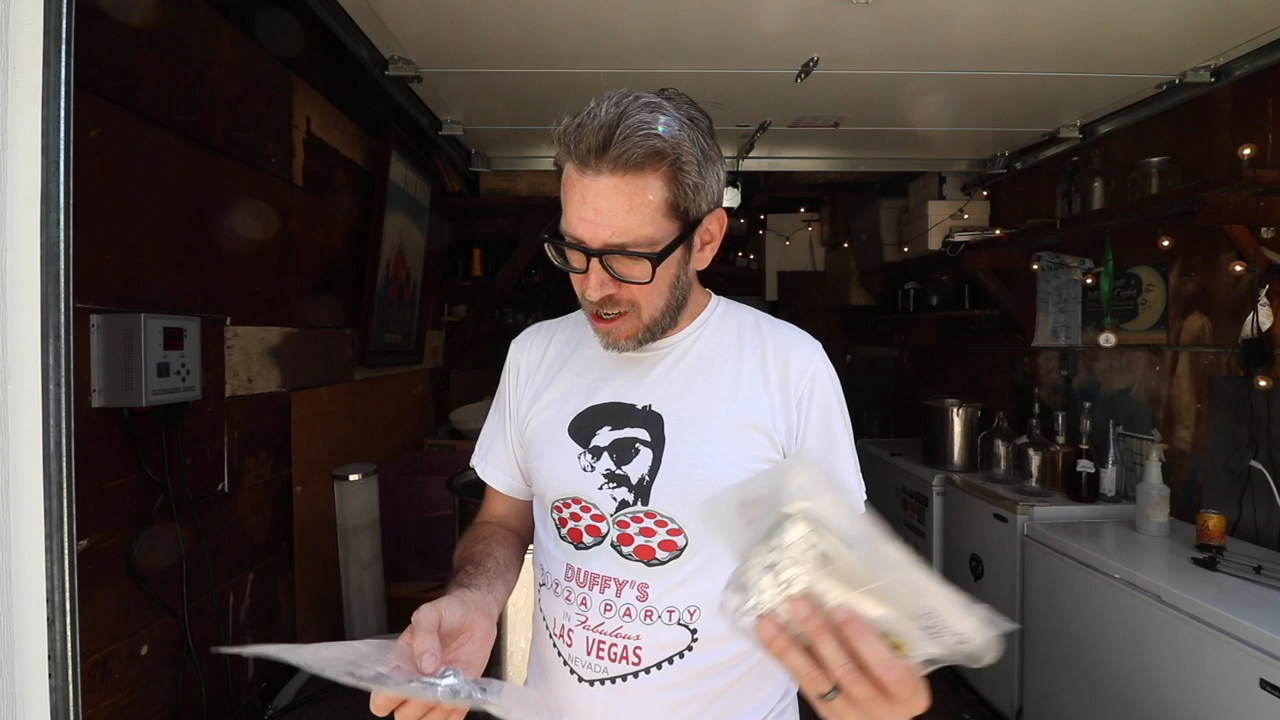 DUFFY'S
PIZZA PARTY
IN Fabulous
LAS VEGAS
NEVADA